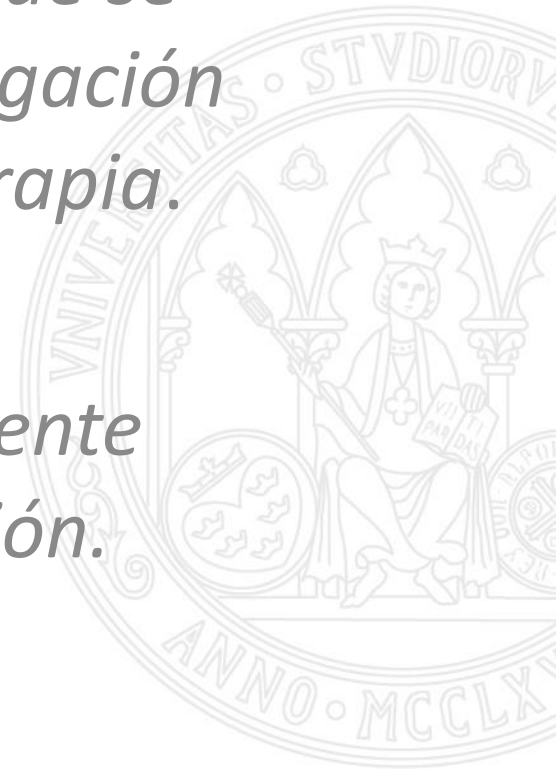 gación
rapia.
ente
ión.
VNIVERSITAS · STVDIORV
ANNO · MCCLX